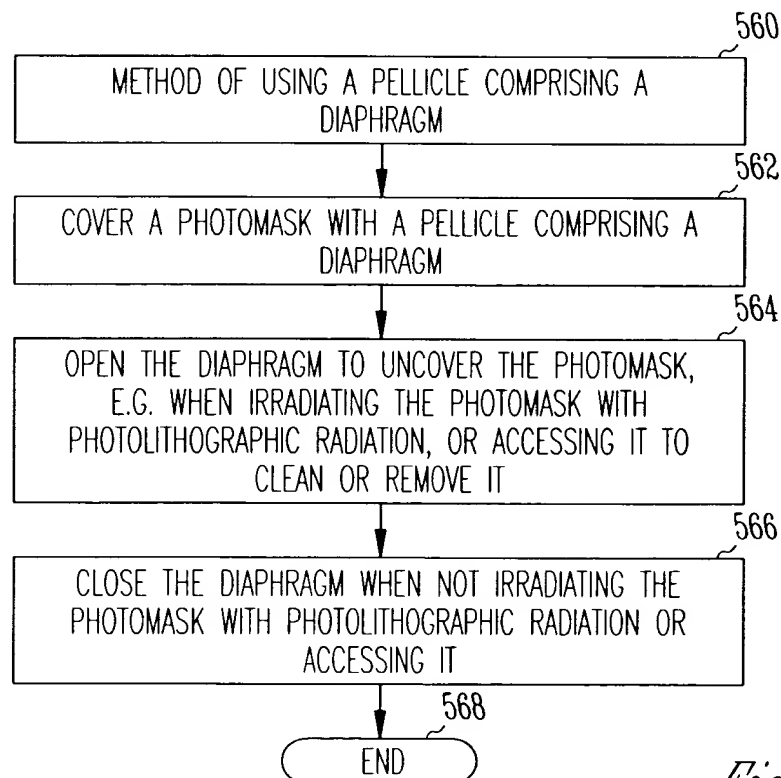 560
METHOD OF USING A PELLICLE COMPRISING A
DIAPHRAGM
562
COVER A PHOTOMASK WITH A PELLICLE COMPRISING A
DIAPHRAGM
564
OPEN THE DIAPHRAGM TO UNCOVER THE PHOTOMASK,
E.G. WHEN IRRADIATING THE PHOTOMASK WITH
PHOTOLITHOGRAPHIC RADIATION, OR ACCESSING IT TO
CLEAN OR REMOVE IT
566
CLOSE THE DIAPHRAGM WHEN NOT IRRADIATING THE
PHOTOMASK WITH PHOTOLITHOGRAPHIC RADIATION OR
ACCESSING IT
568
END